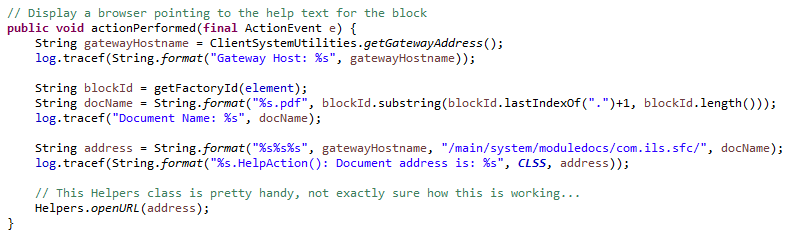 // Display a browser pointing to the help text for the block
public void actionPerformed(final ActionEvent e) {
    String gatewayHostname = ClientSystemUtilities.getGatewayAddress();
    log.tracef(String.format("Gateway Host: %s", gatewayHostname));

    String blockId = getFactoryId(element);
    String docName = String.format("%s.pdf", blockId.substring(blockId.lastIndexOf(".")+1, blockId.length()));
    log.tracef("Document Name: %s", docName);

    String address = String.format("%s%s%s", gatewayHostname, "/main/system/moduledocs/com.ils.sfc/", docName);
    log.tracef(String.format("%s.HelpAction(): Document address is: %s", CLSS, address));

    // This Helpers class is pretty handy, not exactly sure how this is working...
    Helpers.openURL(address);
}